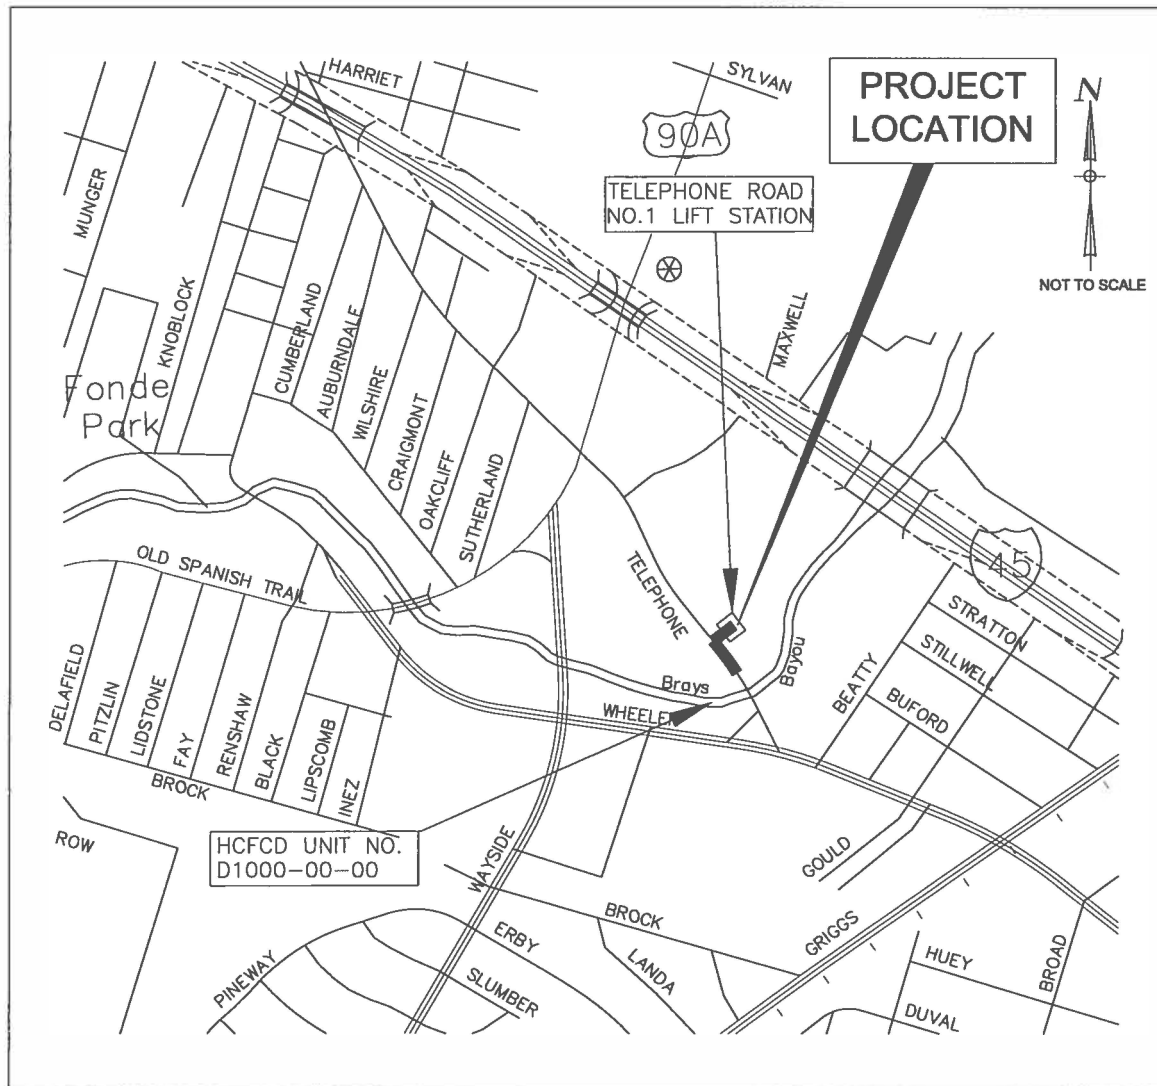 HARRIET
SYLVAN
PROJECT
LOCATION
N
NOT TO SCALE
90A
TELEPHONE ROAD
NO.1 LIFT STATION
MUNGER
KNOBLOCK
CUMBERLAND
AUBURNDALE
WILSHIRE
CRAIGMONT
OAKCLIFF
SUTHERLAND
MAXWELL
Fonde
Park
OLD SPANISH TRAIL
TELEPHONE
45
STRATTON
STILLWELL
BUFORD
BEATTY
Brays
Bayou
WHEELE
DELAFIELD
PITZLIN
LIDSTONE
FAY
RENSHAW
BLACK
LIPSCOMB
INEZ
BROCK
ROW
HCFCD UNIT NO.
D1000-00-00
WAYSIDE
GOULD
GRIGGS
BROCK
ERBY
SLUMBER
PINEWAY
LANDA
HUEY
BROAD
DUVAL